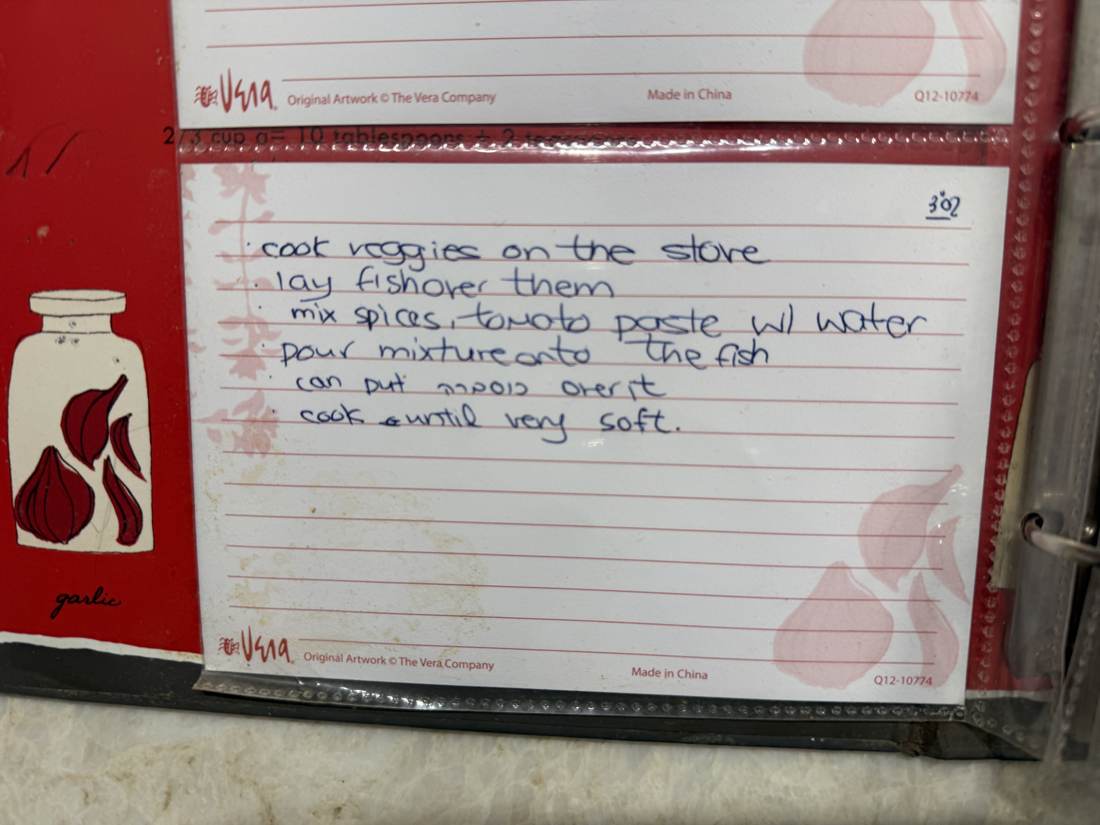 Vera
Original Artwork © The Vera Company Made in China Q12-10774
2/3 cup = 10 tablespoons + 2 teaspoons
· cook veggies on the stove
· lay fish over them
· mix spices, tomato paste w/ water
· pour mixture onto the fish
can put כוסברה over it
· cook until very soft.
garlic
Vera
Original Artwork © The Vera Company Made in China Q12-10774